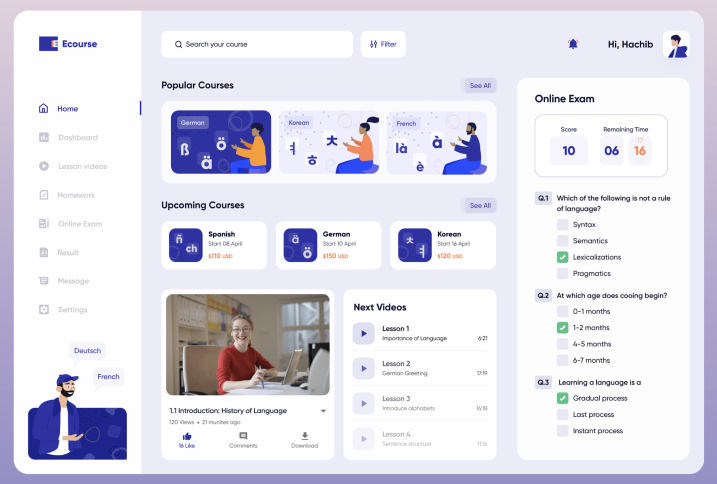 Ecourse
Search your course
Filter
Hi, Hachib
Home
Dashboard
Lesson videos
Homework
Online Exam
Result
Message
Settings
Deutsch
French
Popular Courses
See All
German
ß
ä
ö
Korean
ㅕ
ㅎ
ㅊ
French
là
è
à
Upcoming Courses
See All
ñ
ch
Spanish
Start 08 April
$110 USD
ä
ö
German
Start 10 April
$150 USD
ㅊ
ㅕ
Korean
Start 16 April
$120 USD
1.1 Introduction: History of Language
120 Views • 21 munites ago
16 Like
Comments
Download
Next Videos
Lesson 1
Importance of Language 6:21
Lesson 2
German Greeting 17:19
Lesson 3
Introduce alphabets 16:18
Lesson 4
Sentence structure 11:16
Online Exam
Score
10
Remaining Time
06
16
Q.1 Which of the following is not a rule
of language?
Syntax
Semantics
Lexicalizations
Pragmatics
Q.2 At which age does cooing begin?
0-1 months
1-2 months
4-5 months
6-7 months
Q.3 Learning a language is a
Gradual process
Last process
Instant process